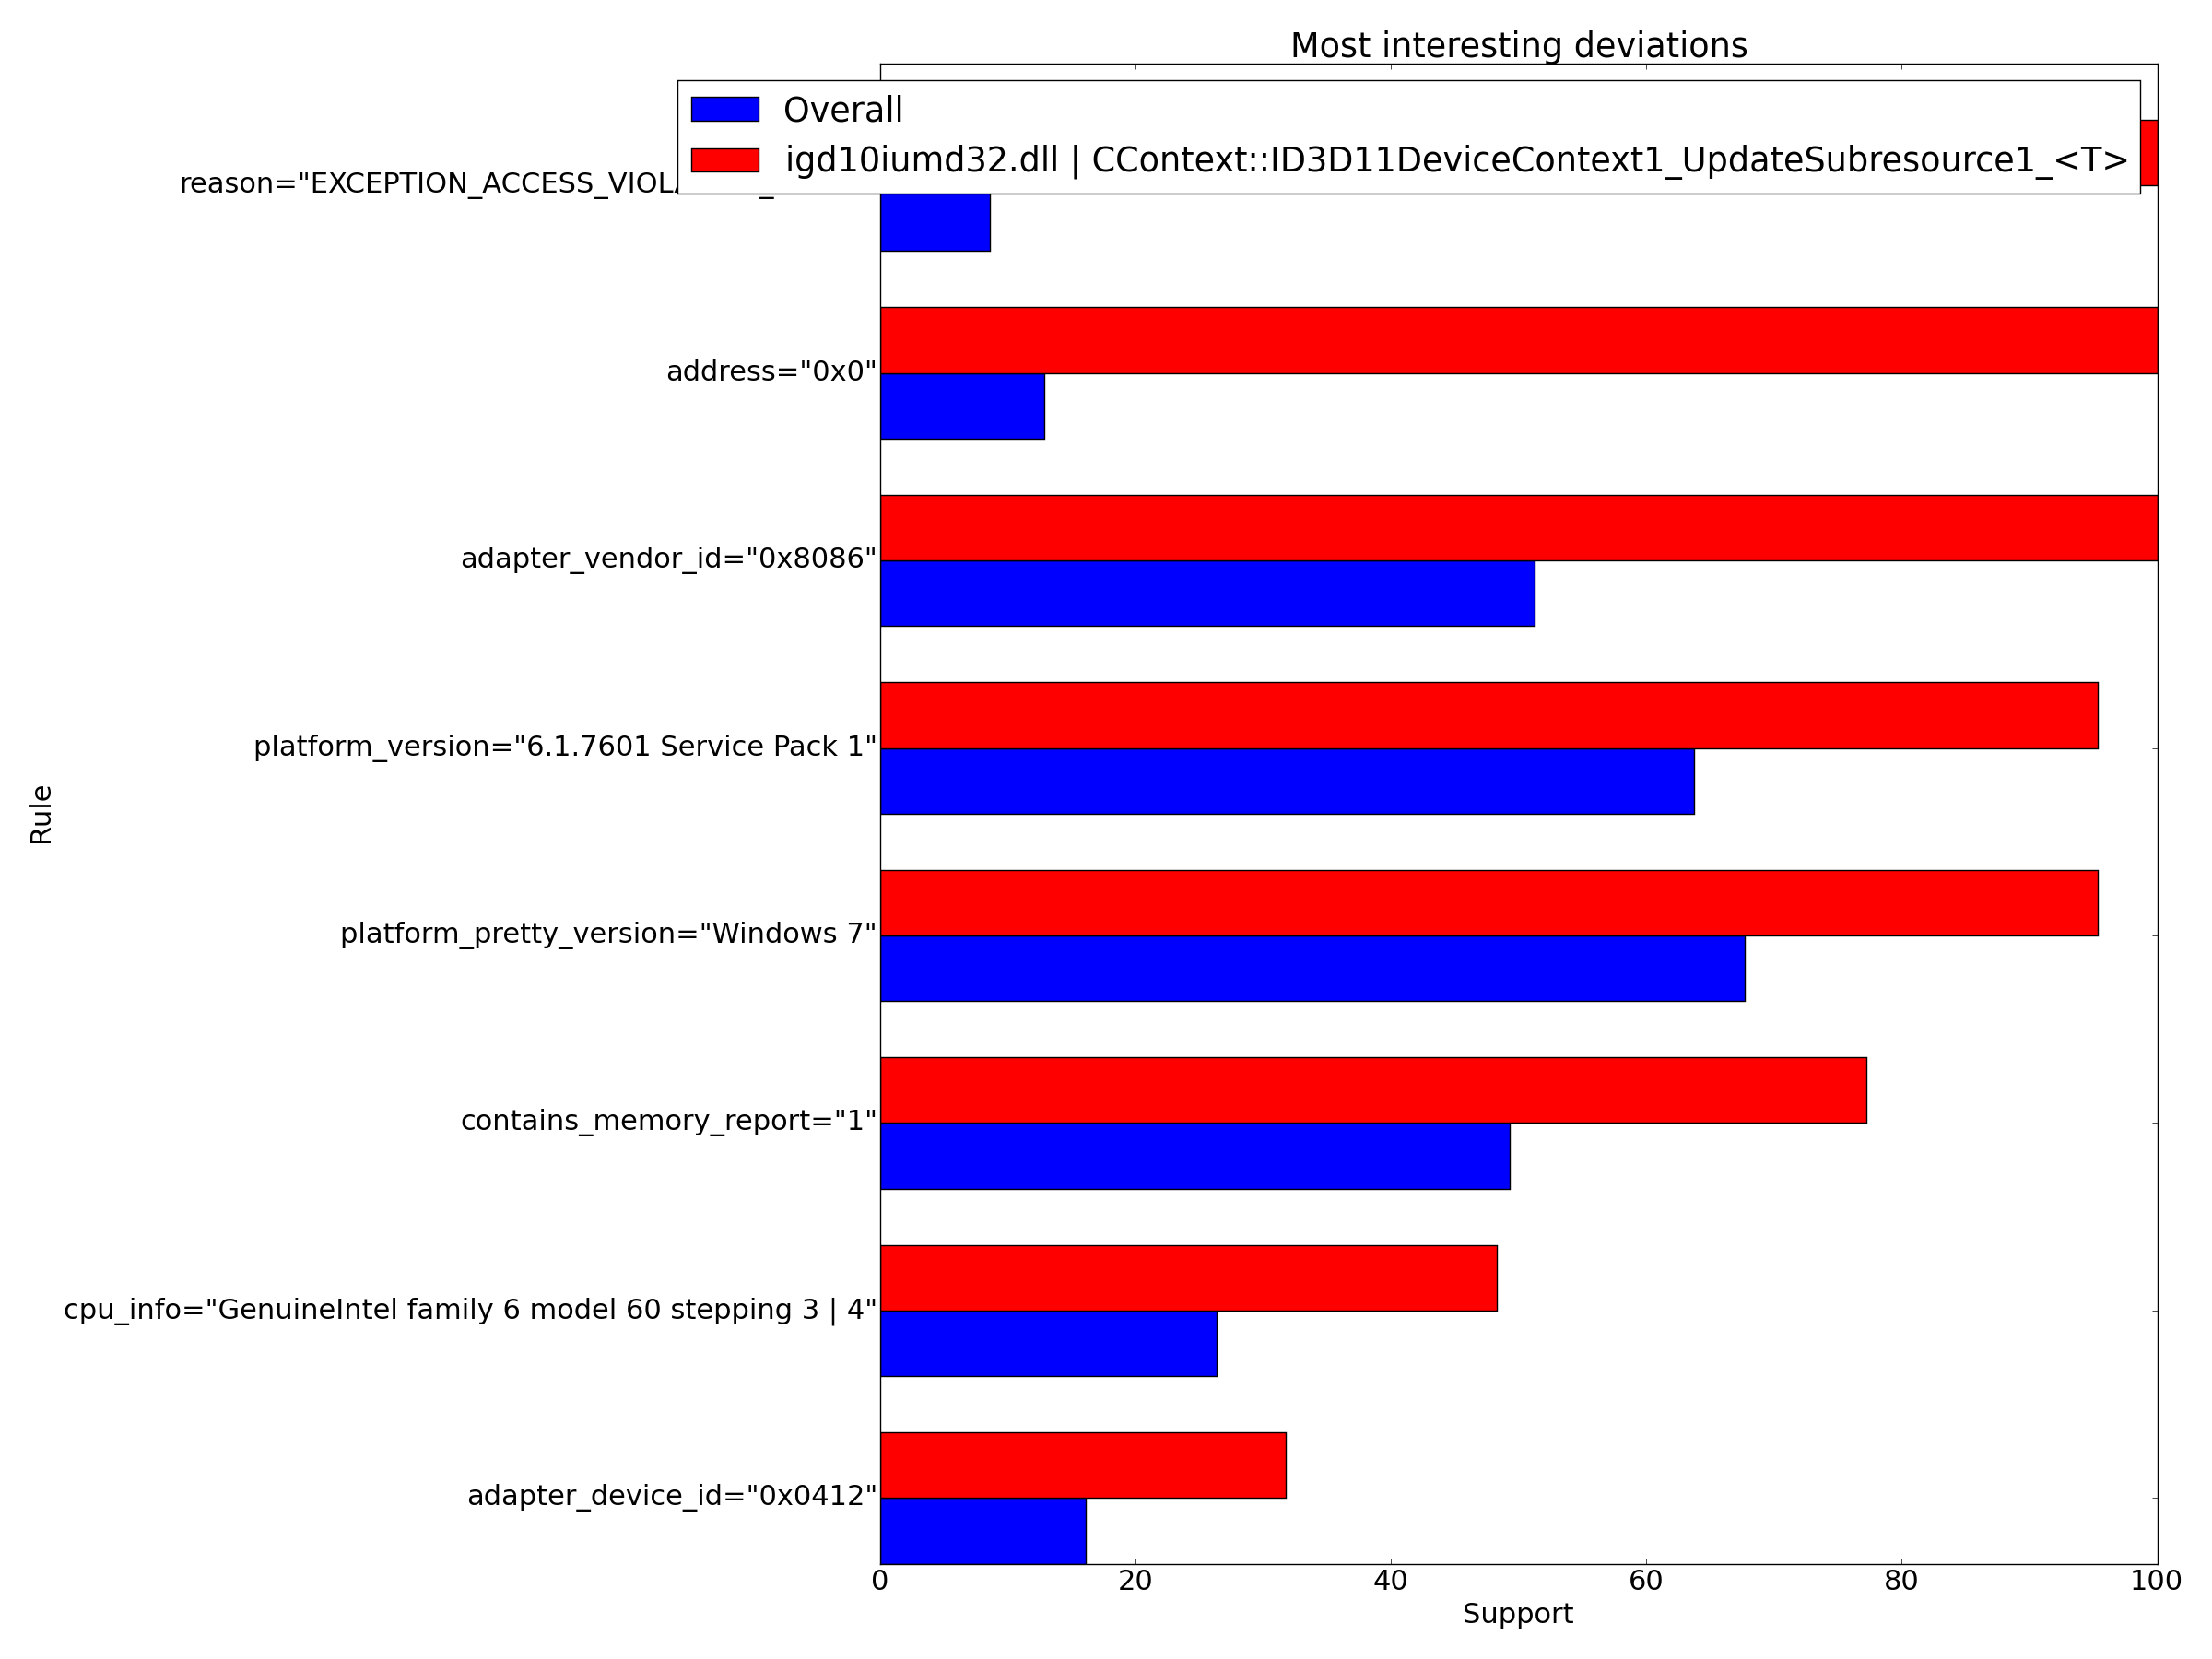 Most interesting deviations
Overall
igd10iumd32.dll | CContext::ID3D11DeviceContext1_UpdateSubresource1_<T>
reason="EXCEPTION_ACCESS_VIOL
address="0x0"
adapter_vendor_id="0x8086"
platform_version="6.1.7601 Service Pack 1"
platform_pretty_version="Windows 7"
contains_memory_report="1"
cpu_info="GenuineIntel family 6 model 60 stepping 3 | 4"
adapter_device_id="0x0412"
Rule
0 20 40 60 80 100
Support